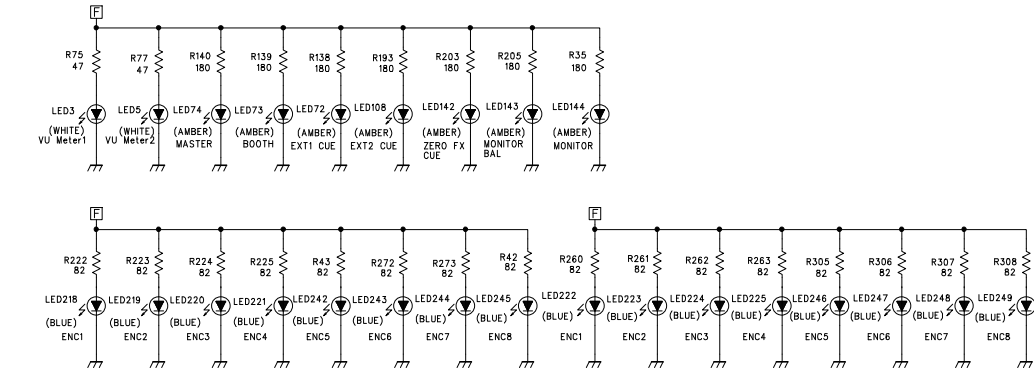 F
R75 47
R77 47
R140 180
R139 180
R138 180
R193 180
R203 180
R205 180
R35 180
LED3 (WHITE) VU Meter1
LED5 (WHITE) VU Meter2
LED74 (AMBER) MASTER
LED73 (AMBER) BOOTH
LED72 (AMBER) EXT1 CUE
LED108 (AMBER) EXT2 CUE
LED142 (AMBER) ZERO FX CUE
LED143 (AMBER) MONITOR BAL
LED144 (AMBER) MONITOR
F
R222 82
R223 82
R224 82
R225 82
R43 82
R272 82
R273 82
R42 82
LED218 (BLUE) ENC1
LED219 (BLUE) ENC2
LED220 (BLUE) ENC3
LED221 (BLUE) ENC4
LED242 (BLUE) ENC5
LED243 (BLUE) ENC6
LED244 (BLUE) ENC7
LED245 (BLUE) ENC8
F
R260 82
R261 82
R262 82
R263 82
R305 82
R306 82
R307 82
R308 82
LED222 (BLUE) ENC1
LED223 (BLUE) ENC2
LED224 (BLUE) ENC3
LED225 (BLUE) ENC4
LED246 (BLUE) ENC5
LED247 (BLUE) ENC6
LED248 (BLUE) ENC7
LED249 (BLUE) ENC8